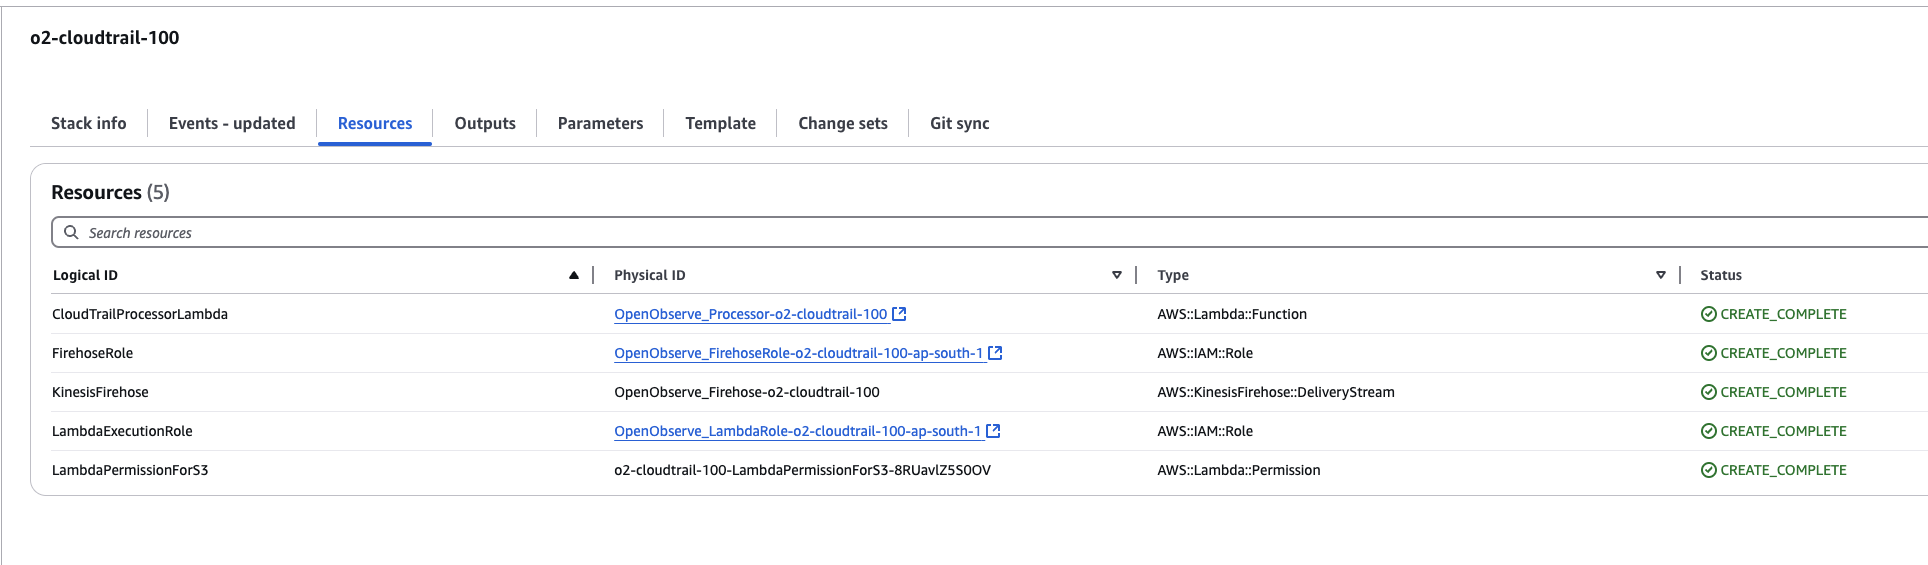 o2-cloudtrail-100
Stack info Events - updated Resources Outputs Parameters Template Change sets Git sync
Resources (5)
Search resources
Logical ID Physical ID Type Status
CloudTrailProcessorLambda OpenObserve_Processor-o2-cloudtrail-100 AWS::Lambda::Function CREATE_COMPLETE
FirehoseRole OpenObserve_FirehoseRole-o2-cloudtrail-100-ap-south-1 AWS::IAM::Role CREATE_COMPLETE
KinesisFirehose OpenObserve_Firehose-o2-cloudtrail-100 AWS::KinesisFirehose::DeliveryStream CREATE_COMPLETE
LambdaExecutionRole OpenObserve_LambdaRole-o2-cloudtrail-100-ap-south-1 AWS::IAM::Role CREATE_COMPLETE
LambdaPermissionForS3 o2-cloudtrail-100-LambdaPermissionForS3-8RUavlZ5S0OV AWS::Lambda::Permission CREATE_COMPLETE